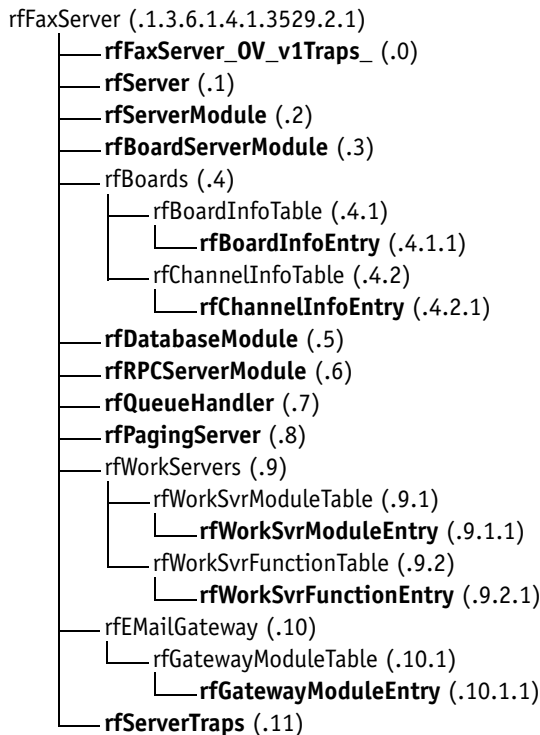 rfFaxServer (.1.3.6.1.4.1.3529.2.1)
rfFaxServer_OV_v1Traps_ (.0)
rfServer (.1)
rfServerModule (.2)
rfBoardServerModule (.3)
rfBoards (.4)
rfBoardInfoTable (.4.1)
rfBoardInfoEntry (.4.1.1)
rfChannelInfoTable (.4.2)
rfChannelInfoEntry (.4.2.1)
rfDatabaseModule (.5)
rfRPCServerModule (.6)
rfQueueHandler (.7)
rfPagingServer (.8)
rfWorkServers (.9)
rfWorkSvrModuleTable (.9.1)
rfWorkSvrModuleEntry (.9.1.1)
rfWorkSvrFunctionTable (.9.2)
rfWorkSvrFunctionEntry (.9.2.1)
rfEMailGateway (.10)
rfGatewayModuleTable (.10.1)
rfGatewayModuleEntry (.10.1.1)
rfServerTraps (.11)